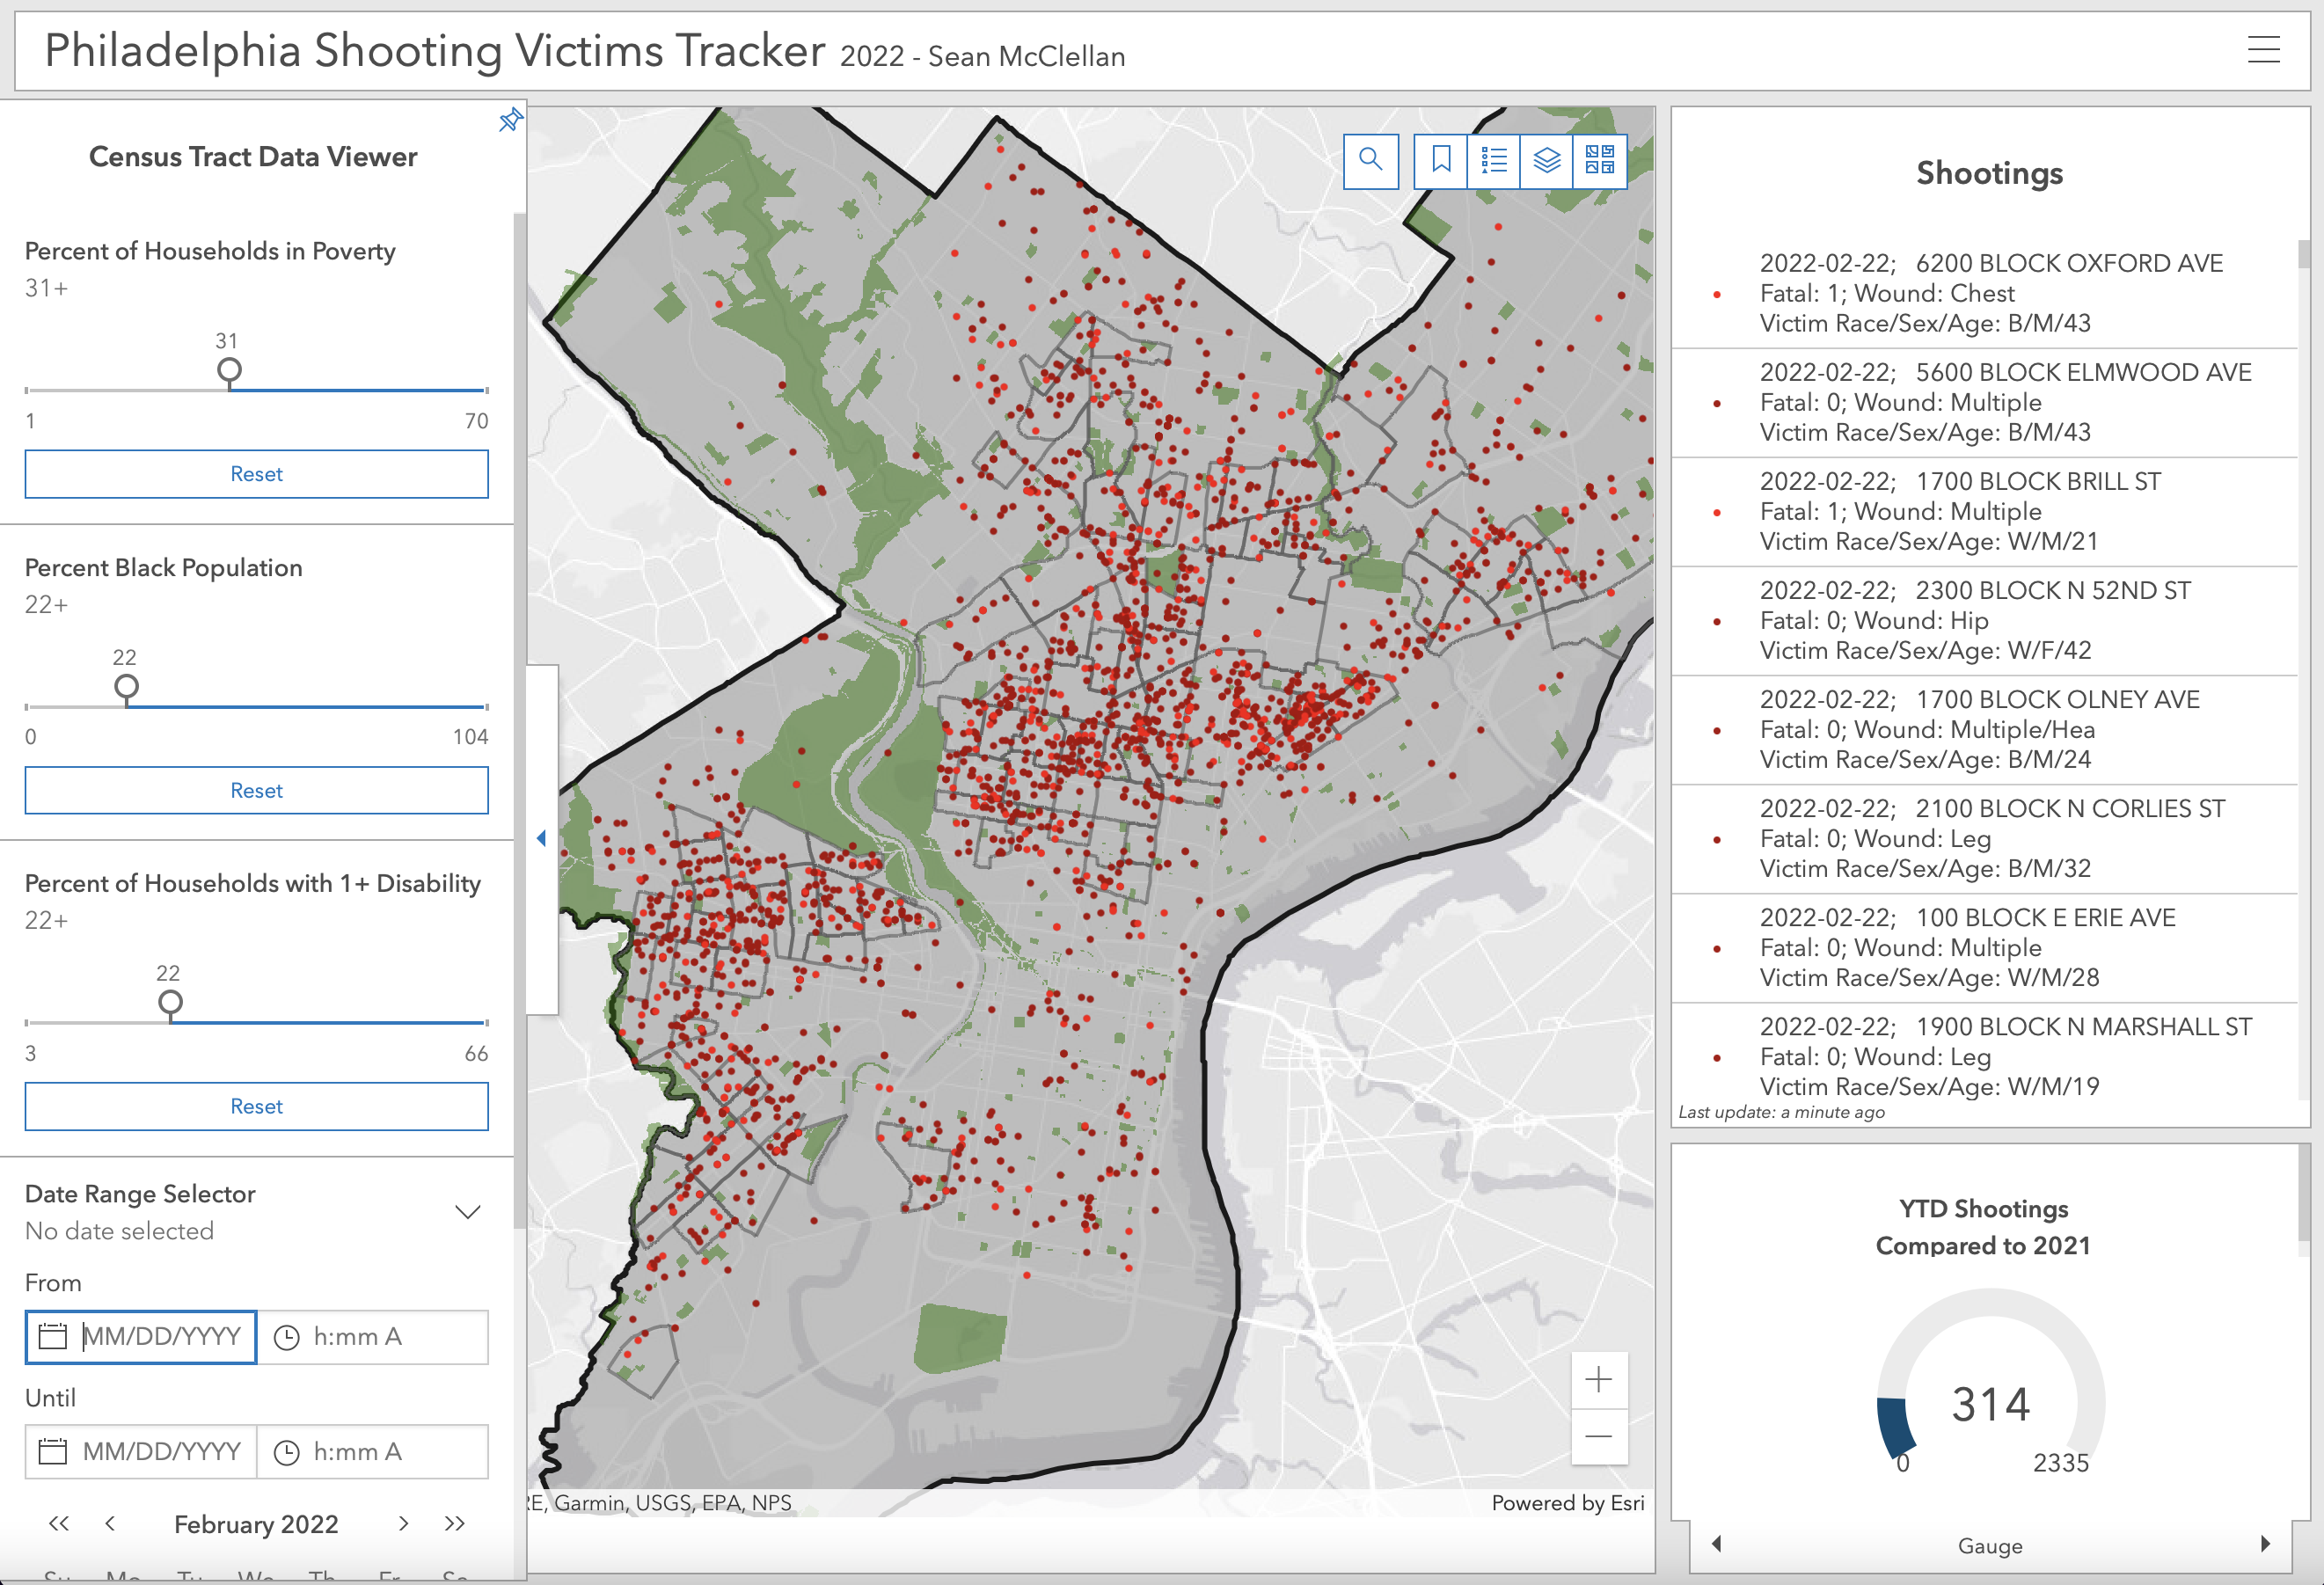 Philadelphia Shooting Victims Tracker 2022 - Sean McClellan
Census Tract Data Viewer
Percent of Households in Poverty
31+
31
1 70
Reset
Percent Black Population
22+
22
0 104
Reset
Percent of Households with 1+ Disability
22+
22
3 66
Reset
Date Range Selector
No date selected
From
MM/DD/YYYY h:mm A
Until
MM/DD/YYYY h:mm A
February 2022
Su Mo Tu We Th Fr Sa
RE, Garmin, USGS, EPA, NPS
Powered by Esri
Shootings
2022-02-22; 6200 BLOCK OXFORD AVE
Fatal: 1; Wound: Chest
Victim Race/Sex/Age: B/M/43
2022-02-22; 5600 BLOCK ELMWOOD AVE
Fatal: 0; Wound: Multiple
Victim Race/Sex/Age: B/M/43
2022-02-22; 1700 BLOCK BRILL ST
Fatal: 1; Wound: Multiple
Victim Race/Sex/Age: W/M/21
2022-02-22; 2300 BLOCK N 52ND ST
Fatal: 0; Wound: Hip
Victim Race/Sex/Age: W/F/42
2022-02-22; 1700 BLOCK OLNEY AVE
Fatal: 0; Wound: Multiple/Hea
Victim Race/Sex/Age: B/M/24
2022-02-22; 2100 BLOCK N CORLIES ST
Fatal: 0; Wound: Leg
Victim Race/Sex/Age: B/M/32
2022-02-22; 100 BLOCK E ERIE AVE
Fatal: 0; Wound: Multiple
Victim Race/Sex/Age: W/M/28
2022-02-22; 1900 BLOCK N MARSHALL ST
Fatal: 0; Wound: Leg
Victim Race/Sex/Age: W/M/19
Last update: a minute ago
YTD Shootings
Compared to 2021
314
0 2335
Gauge